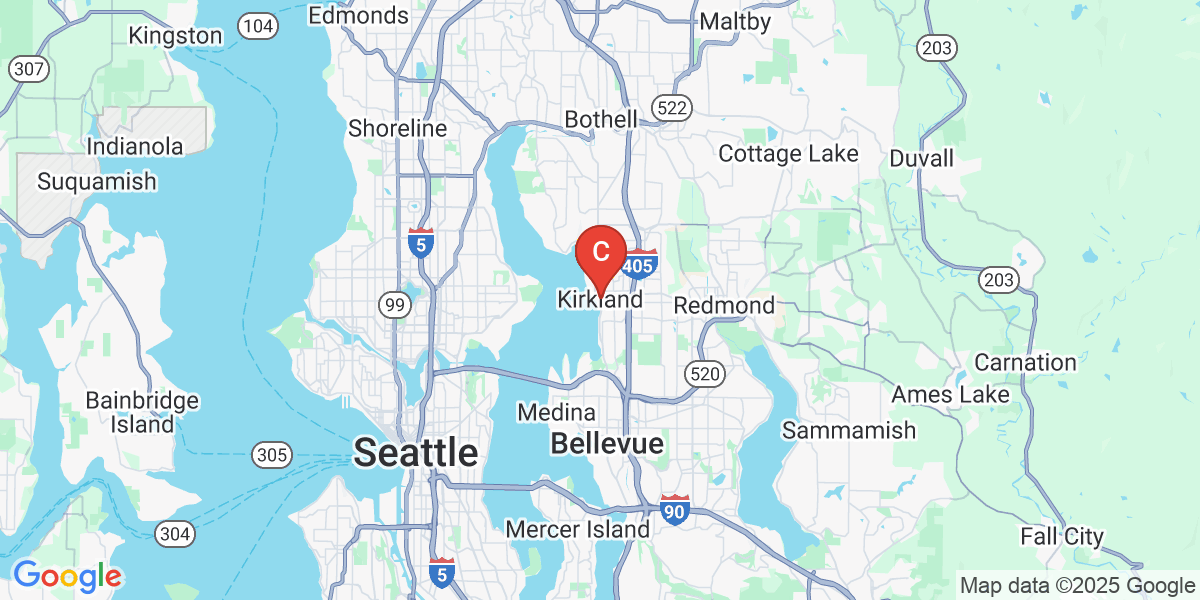 Edmonds
Maltby
104
Kingston
203
307
522
Bothell
Shoreline
Indianola
Cottage Lake
Duvall
Suquamish
5
C
405
203
Kirkland
99
Redmond
Carnation
520
Ames Lake
Bainbridge
Island
Medina
Sammamish
Seattle
Bellevue
305
90
Mercer Island
304
Fall City
5
Google
Map data ©2025 Google